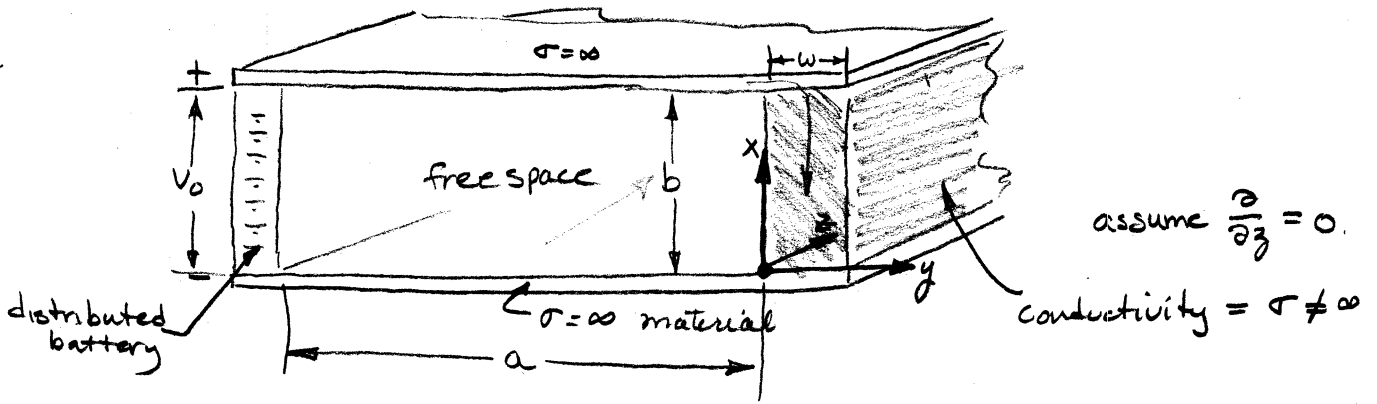 σ=∞
w
+
V₀
-
free space
b
x
z
y
a
σ=∞ material
distributed
battery
assume ∂/∂z = 0.
conductivity = σ ≠ ∞